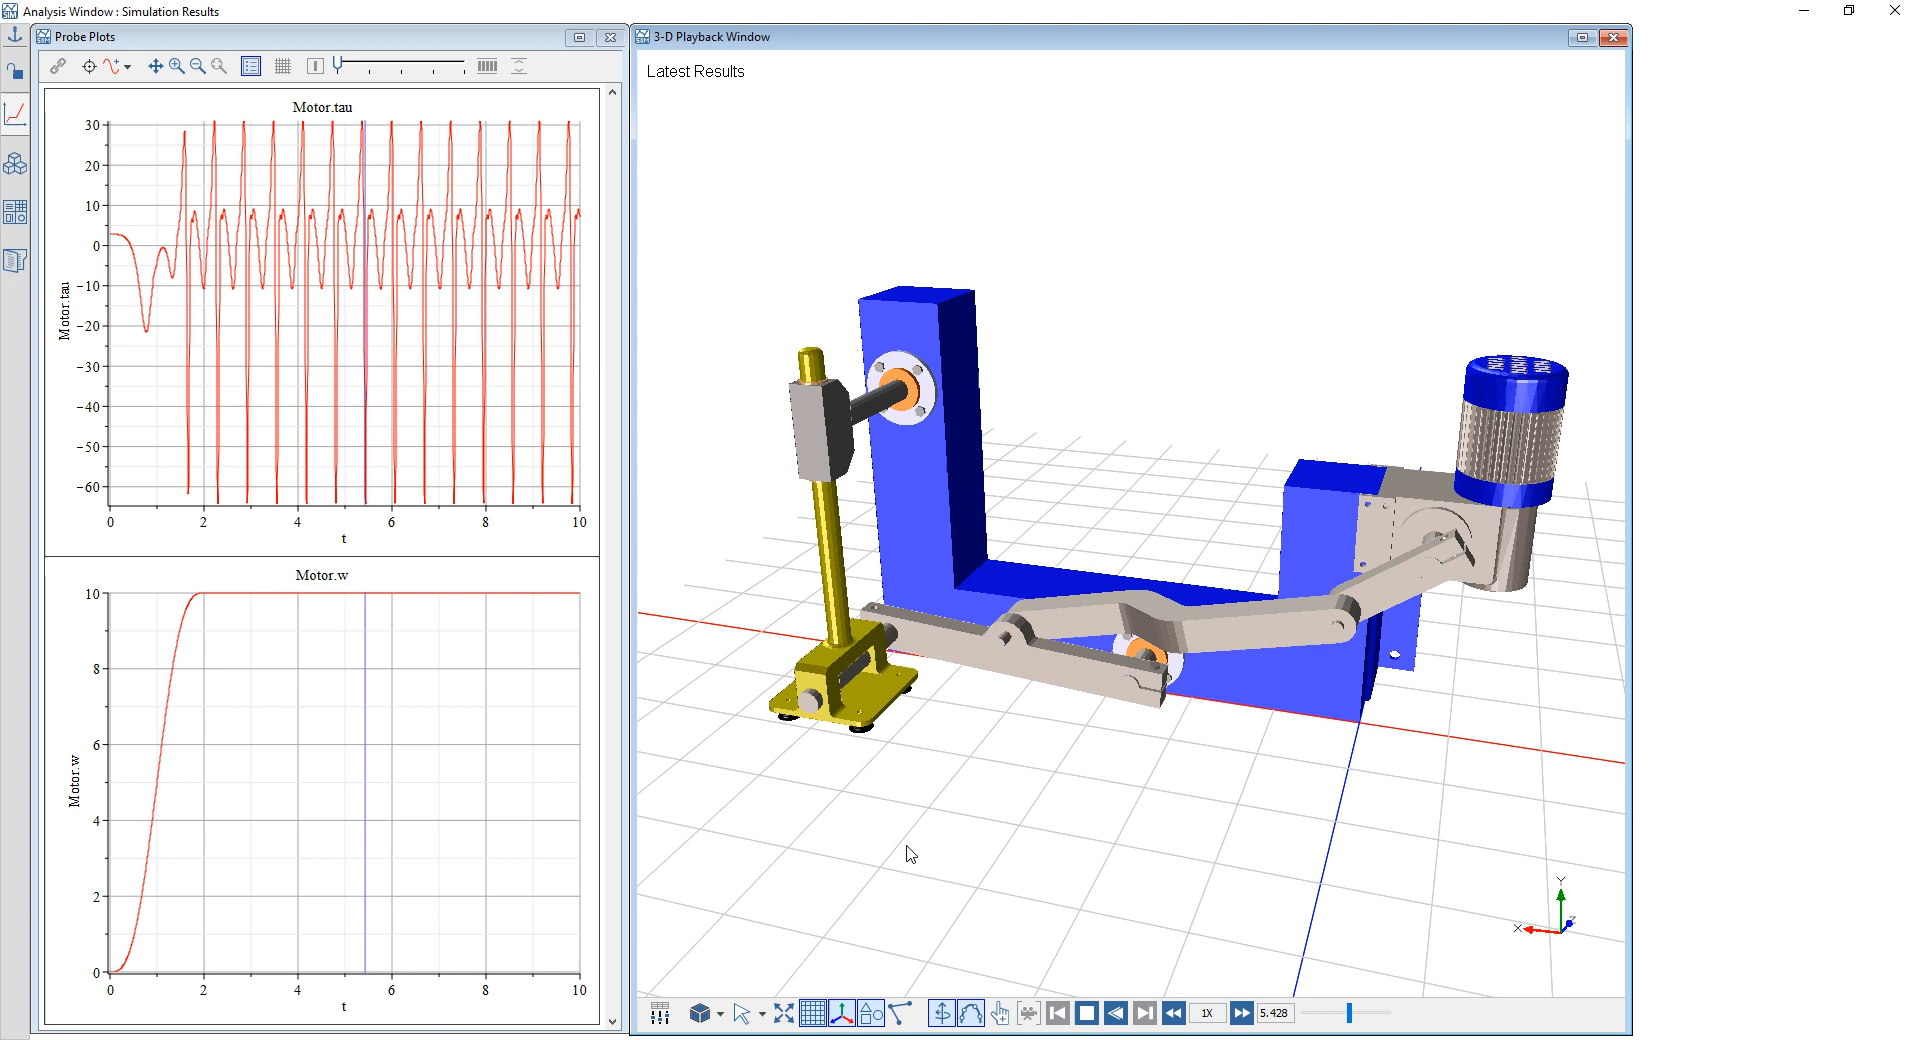 Analysis Window : Simulation Results
Probe Plots
Motor.tau
30
20
10
0
−10
−20
−30
−40
−50
−60
Motor.tau
0 2 4 6 8 10
t
Motor.w
10
8
6
4
2
0
Motor.w
0 2 4 6 8 10
t
3-D Playback Window
Latest Results
Y
Z
X
1X
5.428